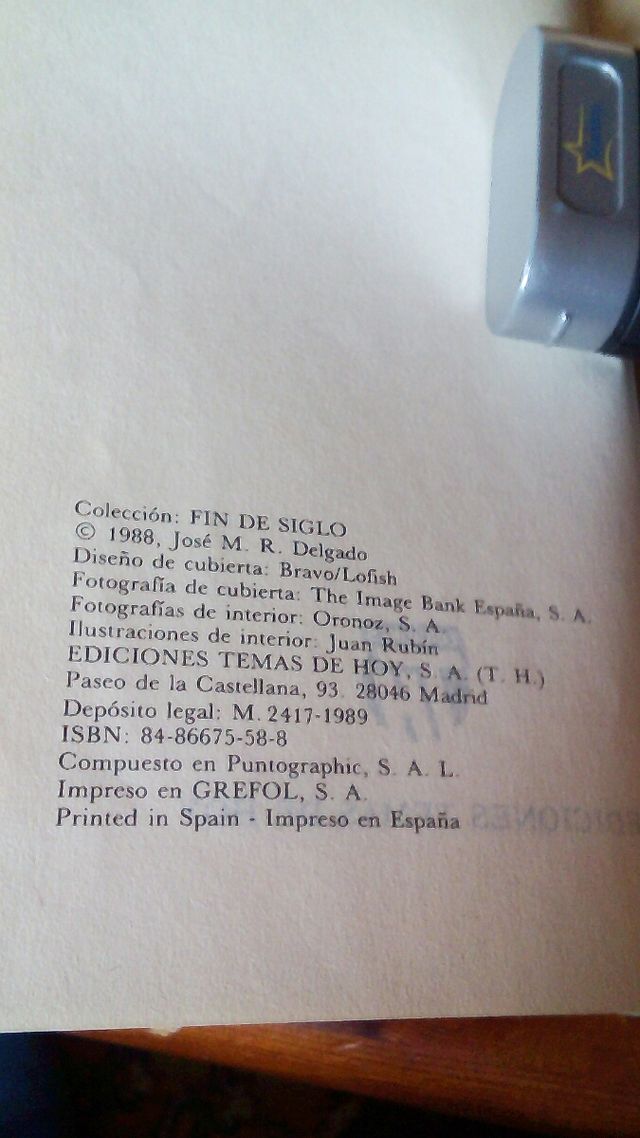 Colección: FIN DE SIGLO
© 1988, José M. R. Delgado
Diseño de cubierta: Bravo/Lofish
Fotografía de cubierta: The Image Bank España, S. A.
Fotografías de interior: Oronoz, S. A.
Ilustraciones de interior: Juan Rubín
EDICIONES TEMAS DE HOY, S. A. (T. H.)
Paseo de la Castellana, 93. 28046 Madrid
Depósito legal: M. 2417-1989
ISBN: 84-86675-58-8
Compuesto en Puntographic, S. A. L.
Impreso en GREFOL, S. A.
Printed in Spain - Impreso en España